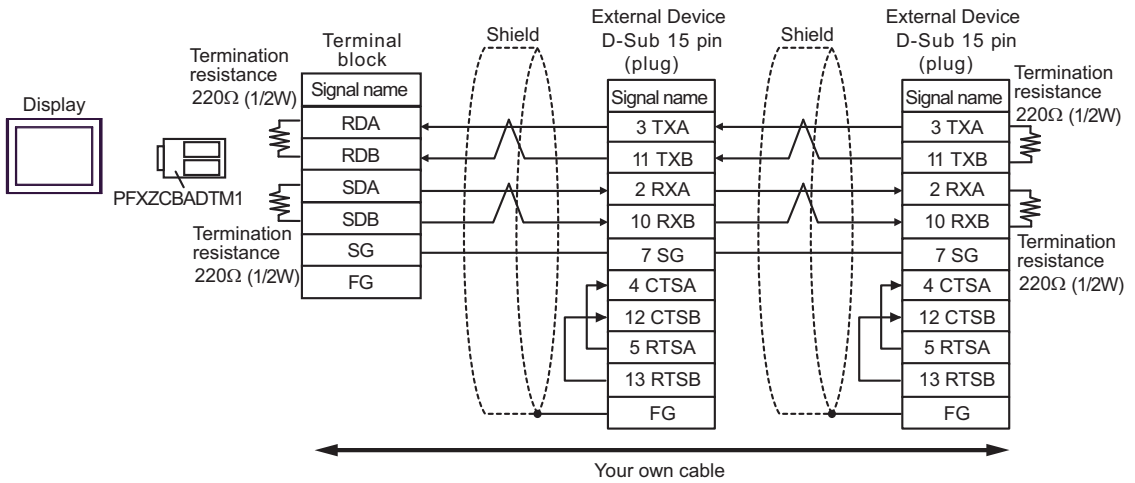 Display
PFXZCBADTM1
Termination
resistance
220Ω (1/2W)
Termination
resistance
220Ω (1/2W)
Terminal
block
Signal name
RDA
RDB
SDA
SDB
SG
FG
Shield
External Device
D-Sub 15 pin
(plug)
Signal name
3 TXA
11 TXB
2 RXA
10 RXB
7 SG
4 CTSA
12 CTSB
5 RTSA
13 RTSB
FG
Shield
External Device
D-Sub 15 pin
(plug)
Signal name
3 TXA
11 TXB
2 RXA
10 RXB
7 SG
4 CTSA
12 CTSB
5 RTSA
13 RTSB
FG
Termination
resistance
220Ω (1/2W)
Termination
resistance
220Ω (1/2W)
Your own cable